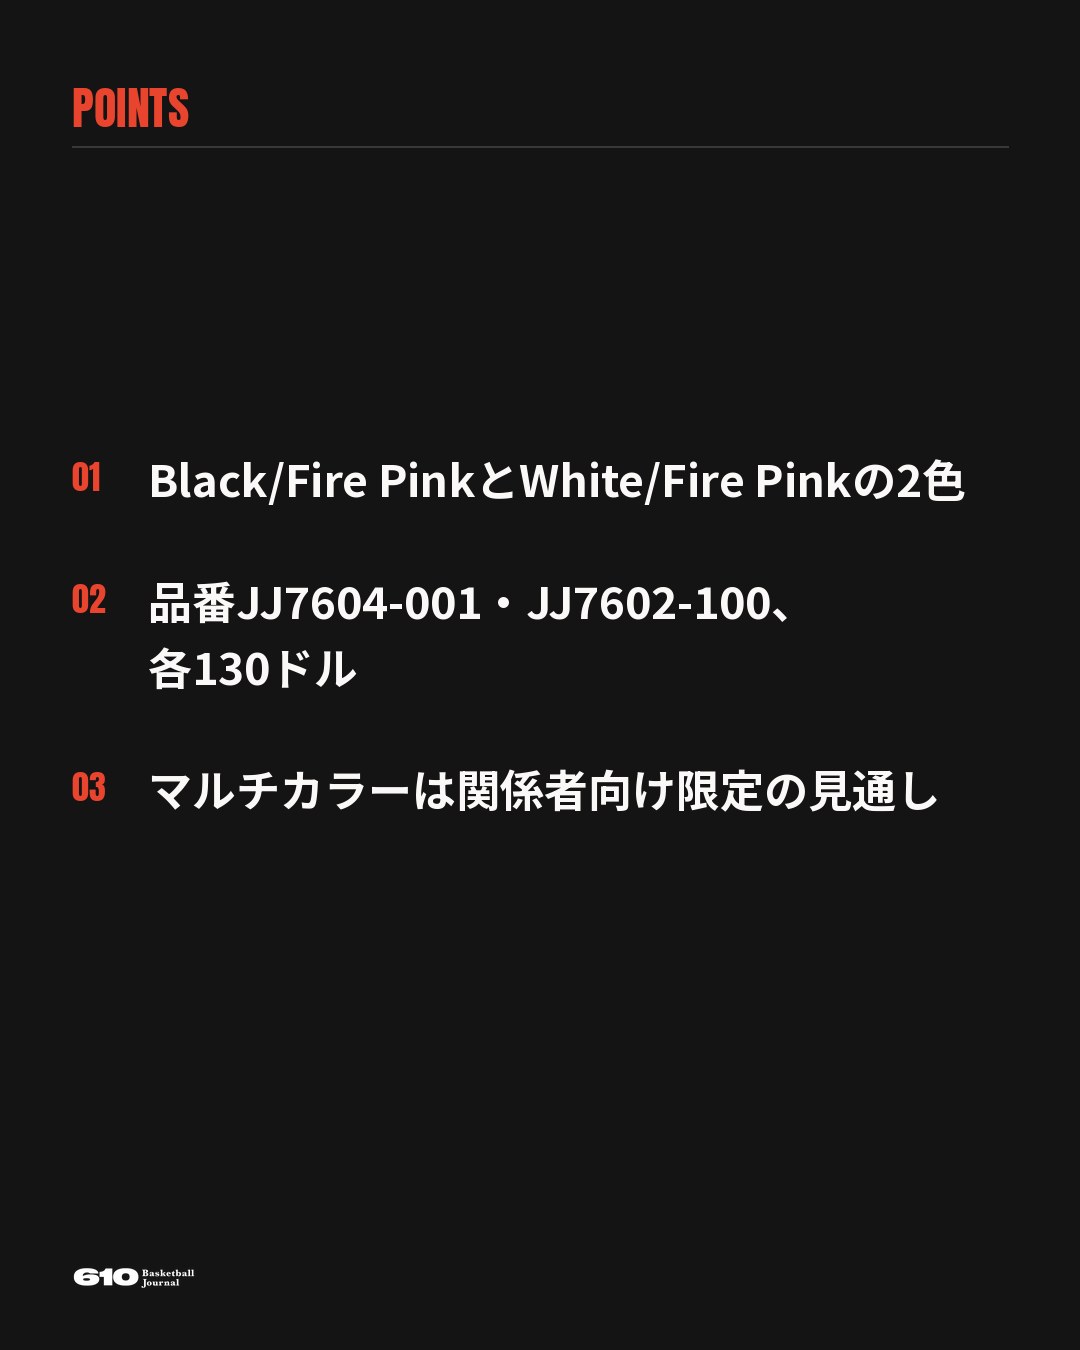 POINTS
01 Black/Fire PinkとWhite/Fire Pinkの2色
02 品番JJ7604-001・JJ7602-100、
各130ドル
03 マルチカラーは関係者向け限定の見通し
610 Basketball
Journal